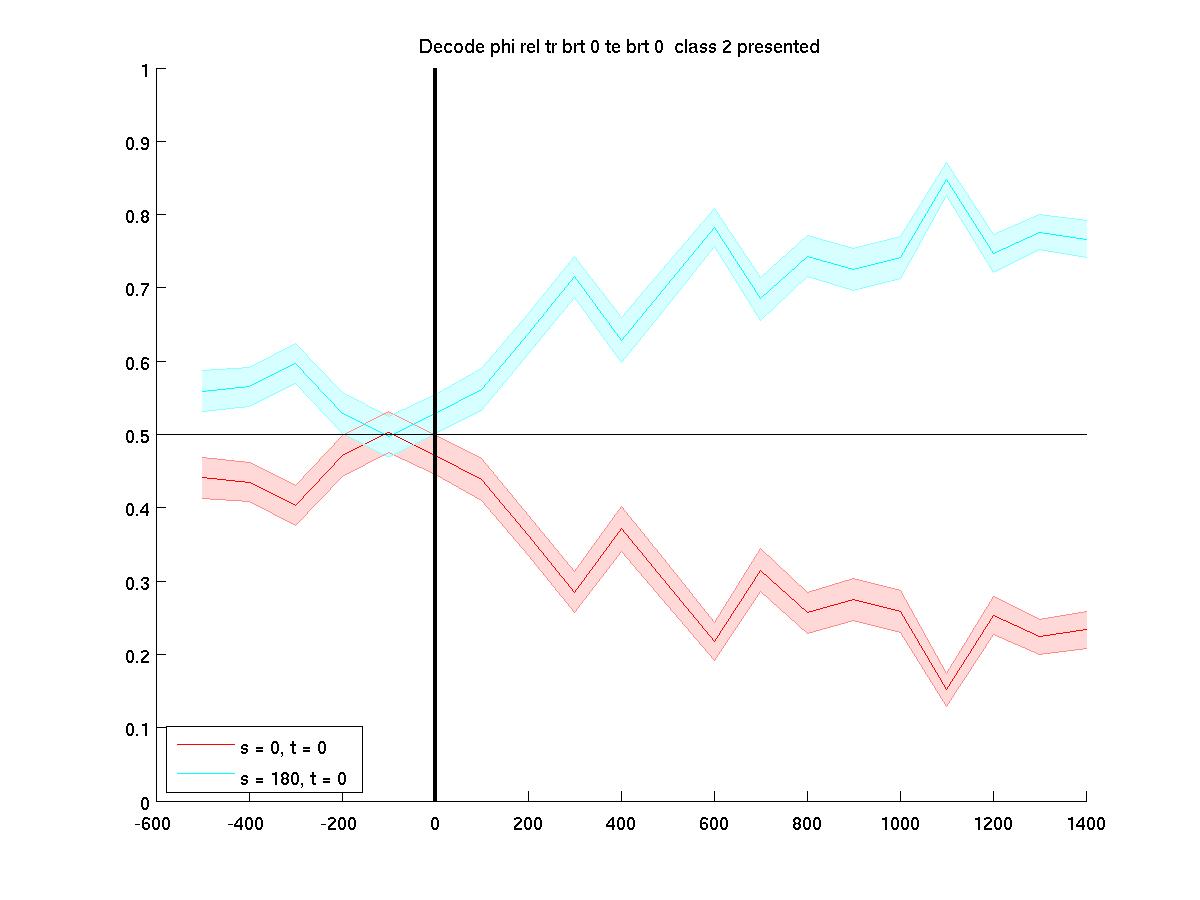 Decode phi rel tr brt 0 te brt 0  class 2 presented
1
0.9
0.8
0.7
0.6
0.5
0.4
0.3
0.2
0.1
0
s = 0, t = 0
s = 180, t = 0
-600 -400 -200 0 200 400 600 800 1000 1200 1400